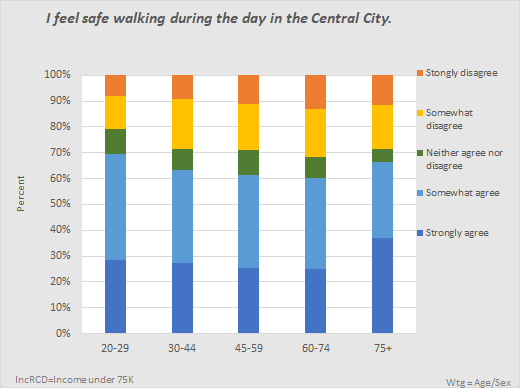 I feel safe walking during the day in the Central City.
100%
90%
80%
70%
60%
50%
40%
30%
20%
10%
0%
Percent
20-29
30-44
45-59
60-74
75+
Stongly disagree
Somewhat
disagree
Neither agree nor
disagree
Somewhat agree
Strongly agree
IncRCD=Income under 75K
Wtg = Age/Sex